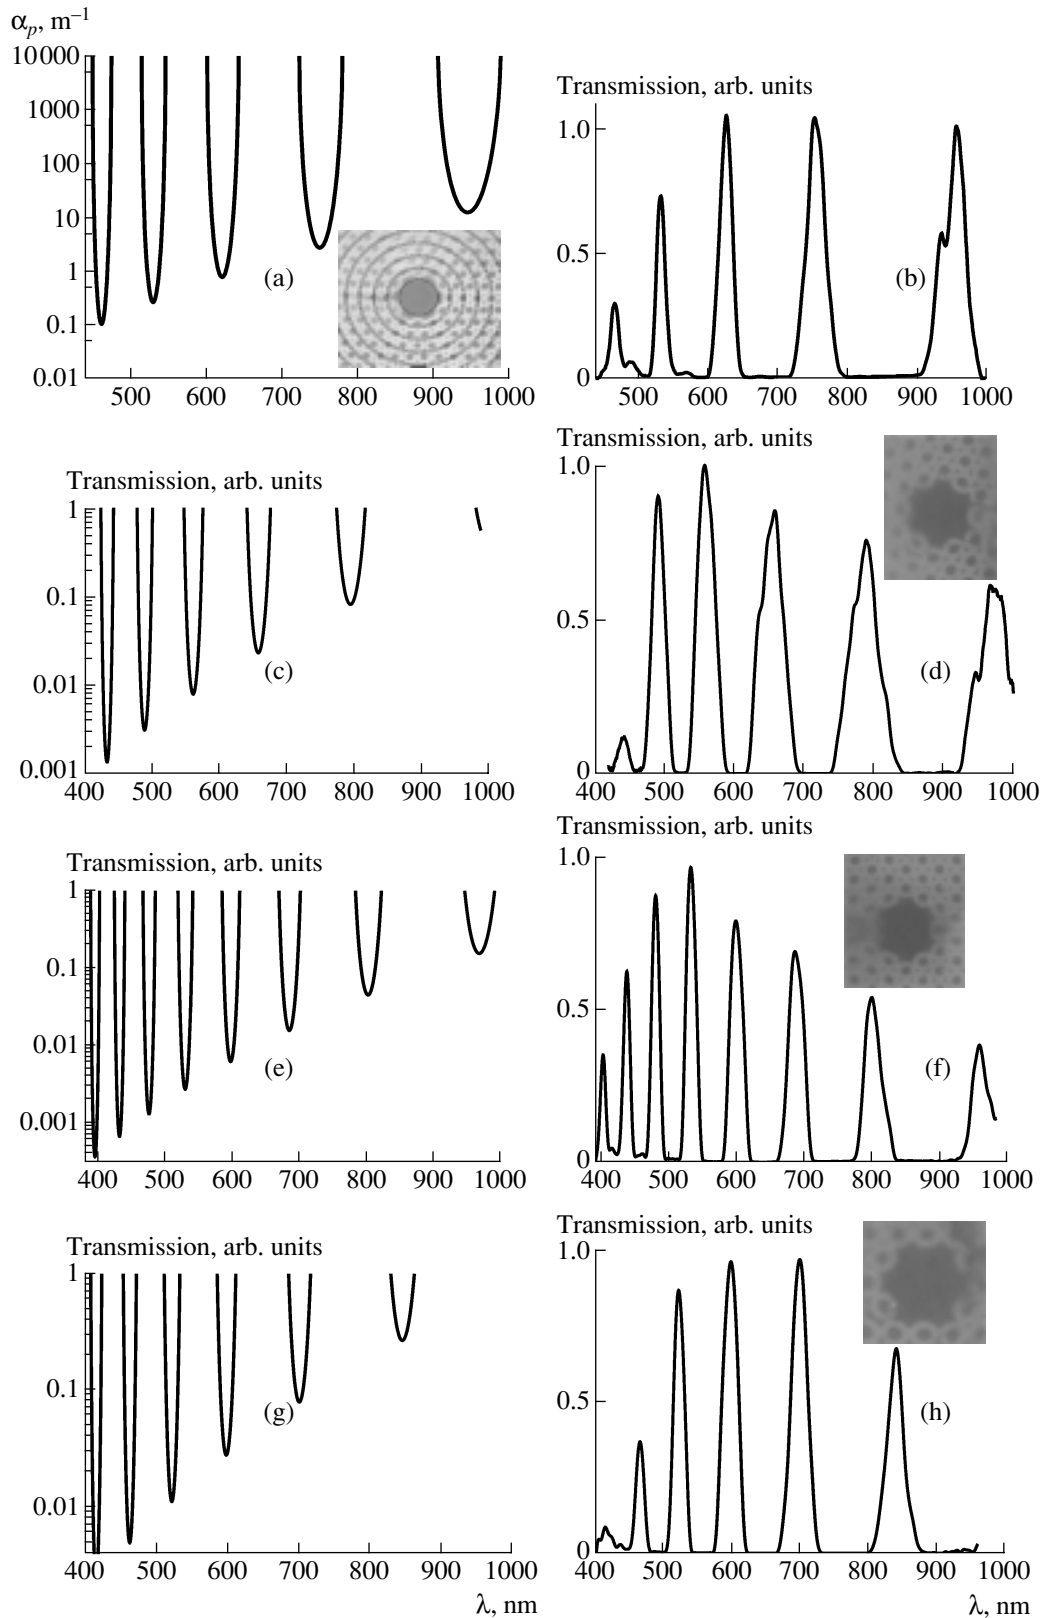 α_p, m⁻¹
10000
1000
100
10
1
0.1
0.01
500 600 700 800 900 1000
(a)
Transmission, arb. units
1.0
0.5
0
500 600 700 800 900 1000
(b)
Transmission, arb. units
1
0.1
0.01
0.001
400 500 600 700 800 900 1000
(c)
Transmission, arb. units
1.0
0.5
0
400 500 600 700 800 900 1000
(d)
Transmission, arb. units
1
0.1
0.01
0.001
400 500 600 700 800 900 1000
(e)
Transmission, arb. units
1.0
0.5
0
400 500 600 700 800 900 1000
(f)
Transmission, arb. units
1
0.1
0.01
400 500 600 700 800 900 1000
(g)
λ, nm
Transmission, arb. units
1.0
0.5
0
400 500 600 700 800 900 1000
(h)
λ, nm